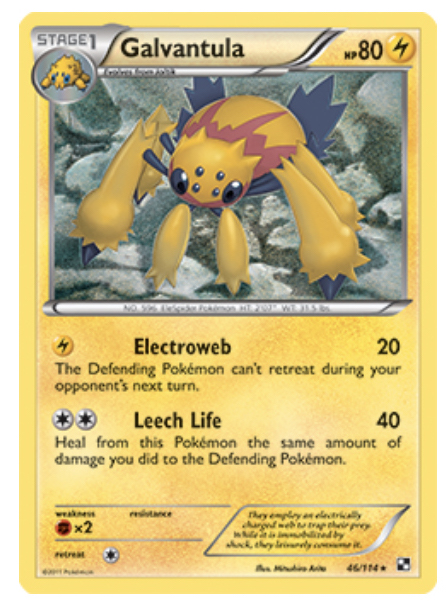 STAGE1
Galvantula
HP80
Evolves from Joltik
NO. 596 EleSpider Pokémon HT: 2'07" WT: 31.5 lbs.
Electroweb 20
The Defending Pokémon can't retreat during your
opponent's next turn.
Leech Life 40
Heal from this Pokémon the same amount of
damage you did to the Defending Pokémon.
weakness resistance
×2
They employ an electrically
charged web to trap their prey.
While it is immobilized by
shock, they leisurely consume it.
retreat
©2011 Pokémon
Illus. Mitsuhiro Arita 46/114 ★